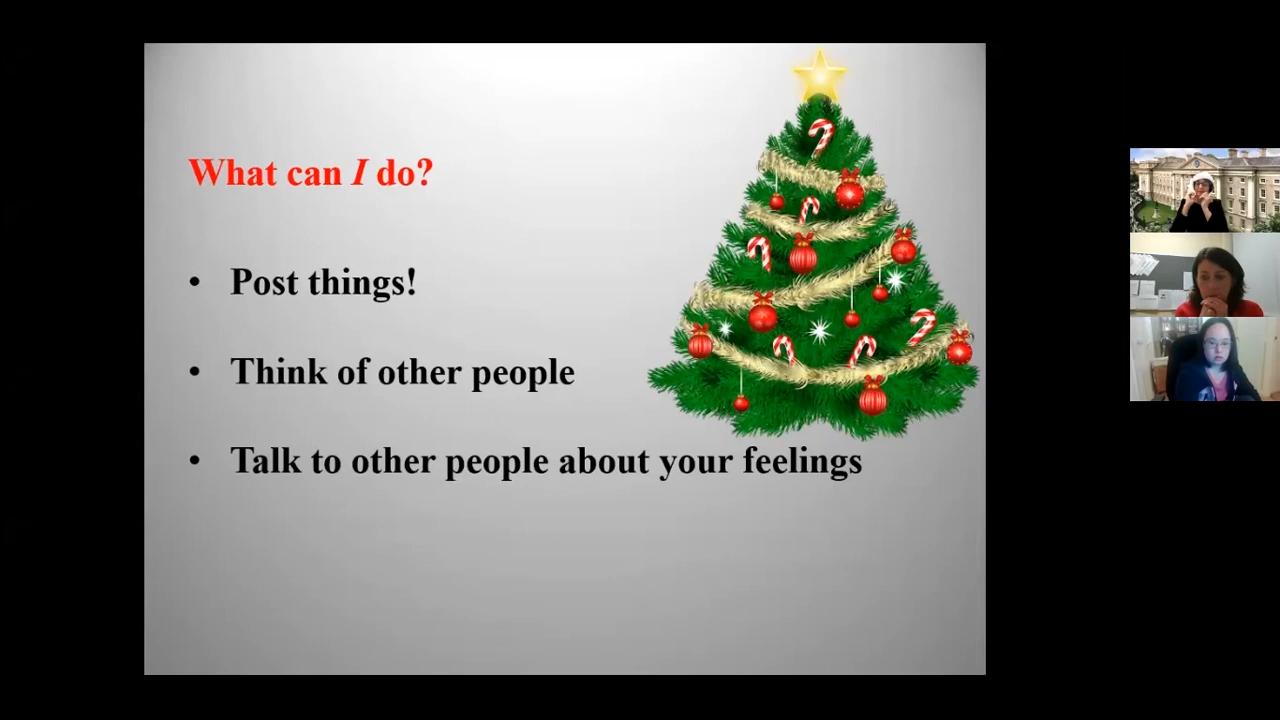 What can I do?
• Post things!
• Think of other people
• Talk to other people about your feelings